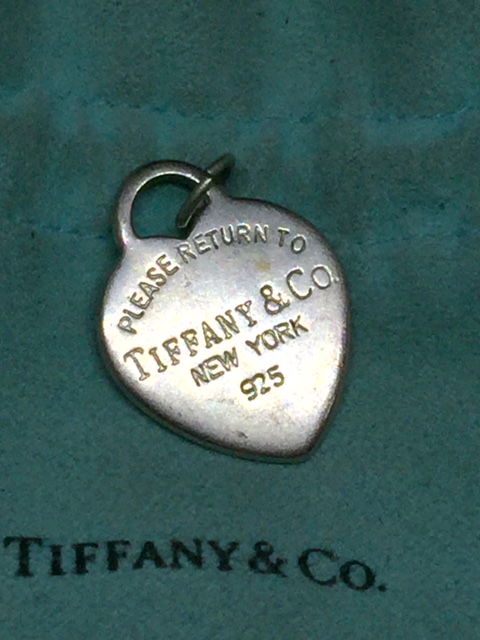 PLEASE RETURN TO
TIFFANY & CO.
NEW YORK
925
TIFFANY & CO.